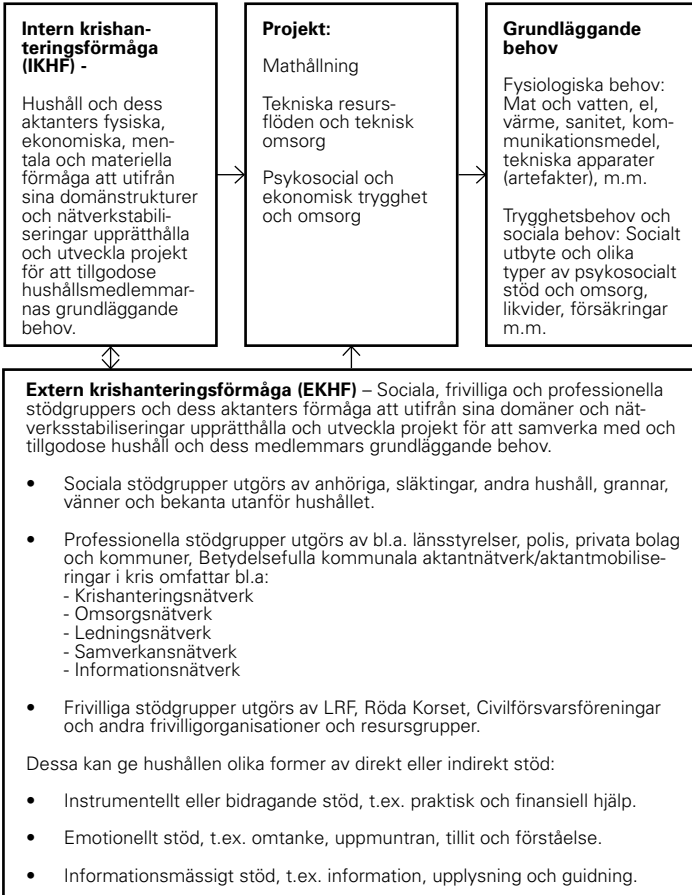 Intern krishan-
teringsförmåga
(IKHF) -
Hushåll och dess
aktanters fysiska,
ekonomiska, men-
tala och materiella
förmåga att utifrån
sina domänstrukturer
och nätverkstabili-
seringar upprätthålla
och utveckla projekt
för att tillgodose
hushållsmedlemmar-
nas grundläggande
behov.
Projekt:
Mathållning
Tekniska resurs-
flöden och teknisk
omsorg
Psykosocial och
ekonomisk trygghet
och omsorg
Grundläggande
behov
Fysiologiska behov:
Mat och vatten, el,
värme, sanitet, kom-
munikationsmedel,
tekniska apparater
(artefakter), m.m.
Trygghetsbehov och
sociala behov: Socialt
utbyte och olika
typer av psykosocialt
stöd och omsorg,
likvider, försäkringar
m.m.
Extern krishanteringsförmåga (EKHF) – Sociala, frivilliga och professionella
stödgruppers och dess aktanters förmåga att utifrån sina domäner och nät-
verksstabiliseringar upprätthålla och utveckla projekt för att samverka med och
tillgodose hushåll och dess medlemmars grundläggande behov.
• Sociala stödgrupper utgörs av anhöriga, släktingar, andra hushåll, grannar,
vänner och bekanta utanför hushållet.
• Professionella stödgrupper utgörs av bl.a. länsstyrelser, polis, privata bolag
och kommuner, Betydelsefulla kommunala aktantnätverk/aktantmobilise-
ringar i kris omfattar bl.a:
- Krishanteringsnätverk
- Omsorgsnätverk
- Ledningsnätverk
- Samverkansnätverk
- Informationsnätverk
• Frivilliga stödgrupper utgörs av LRF, Röda Korset, Civilförsvarsföreningar
och andra frivilligorganisationer och resursgrupper.
Dessa kan ge hushållen olika former av direkt eller indirekt stöd:
• Instrumentellt eller bidragande stöd, t.ex. praktisk och finansiell hjälp.
• Emotionellt stöd, t.ex. omtanke, uppmuntran, tillit och förståelse.
• Informationsmässigt stöd, t.ex. information, upplysning och guidning.